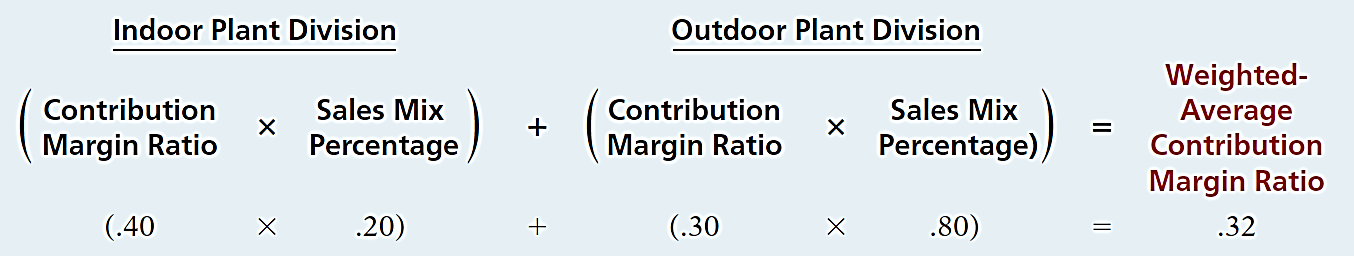 Indoor Plant Division Outdoor Plant Division
Weighted-
( Contribution Sales Mix ) ( Contribution Sales Mix ) Average
× + × =
Margin Ratio Percentage Margin Ratio Percentage) Contribution
Margin Ratio
(.40 × .20) + (.30 × .80) = .32